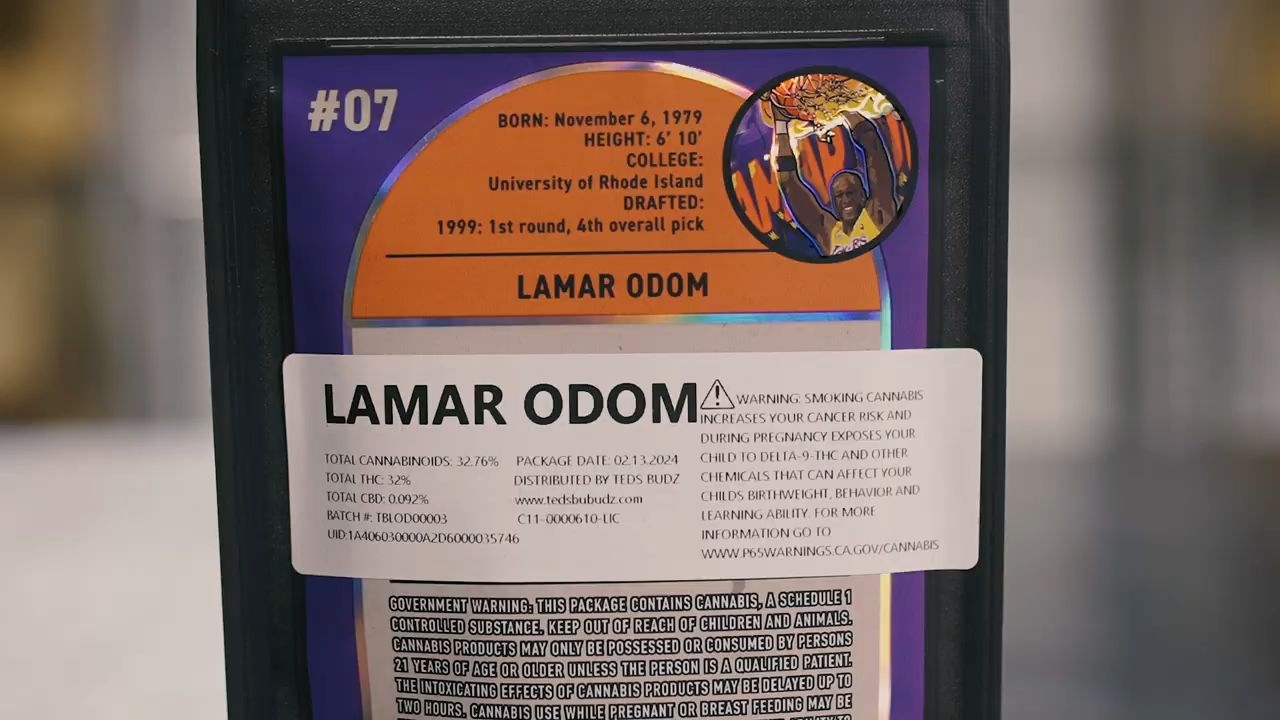 #07
BORN: November 6, 1979
HEIGHT: 6' 10'
COLLEGE:
University of Rhode Island
DRAFTED:
1999: 1st round, 4th overall pick
LAMAR ODOM
LAMAR ODOM
TOTAL CANNABINOIDS: 32.76%
TOTAL THC: 32%
TOTAL CBD: 0.092%
BATCH #: TBLOD00003
UID:1A406030000A2D6000035746
PACKAGE DATE: 02.13.2024
DISTRIBUTED BY TEDS BUDZ
www.tedsbubudz.com
C11-0000610-LIC
WARNING: SMOKING CANNABIS
INCREASES YOUR CANCER RISK AND
DURING PREGNANCY EXPOSES YOUR
CHILD TO DELTA-9-THC AND OTHER
CHEMICALS THAT CAN AFFECT YOUR
CHILDS BIRTHWEIGHT, BEHAVIOR AND
LEARNING ABILITY. FOR MORE
INFORMATION GO TO
WWW.P65WARNINGS.CA.GOV/CANNABIS
GOVERNMENT WARNING: THIS PACKAGE CONTAINS CANNABIS, A SCHEDULE 1
CONTROLLED SUBSTANCE. KEEP OUT OF REACH OF CHILDREN AND ANIMALS.
CANNABIS PRODUCTS MAY ONLY BE POSSESSED OR CONSUMED BY PERSONS
21 YEARS OF AGE OR OLDER UNLESS THE PERSON IS A QUALIFIED PATIENT.
THE INTOXICATING EFFECTS OF CANNABIS PRODUCTS MAY BE DELAYED UP TO
TWO HOURS. CANNABIS USE WHILE PREGNANT OR BREAST FEEDING MAY BE